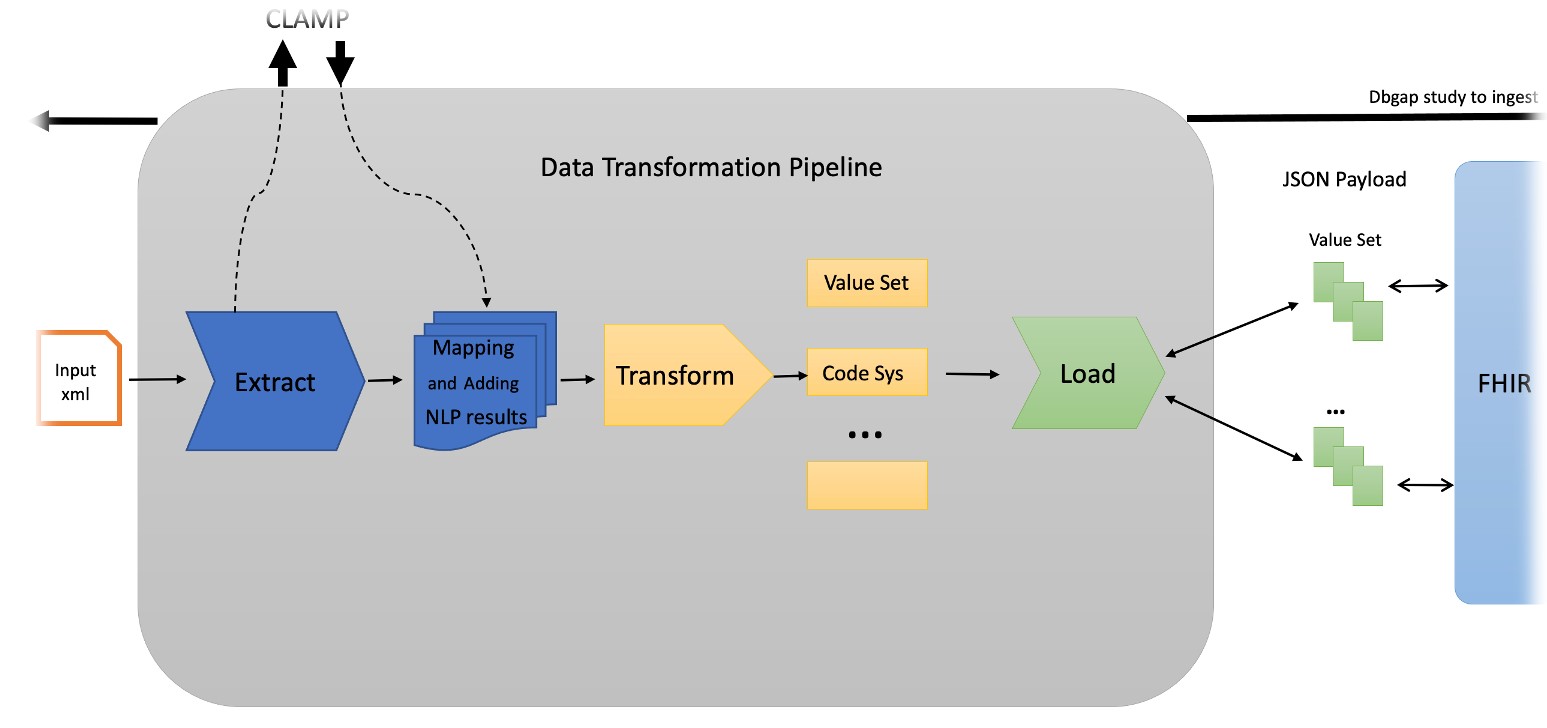 CLAMP
Dbgap study to ingest
Data Transformation Pipeline
JSON Payload
Value Set
Value Set
Input
xml
Extract
Mapping
and Adding
NLP results
Transform
Code Sys
...
Load
...
FHIR